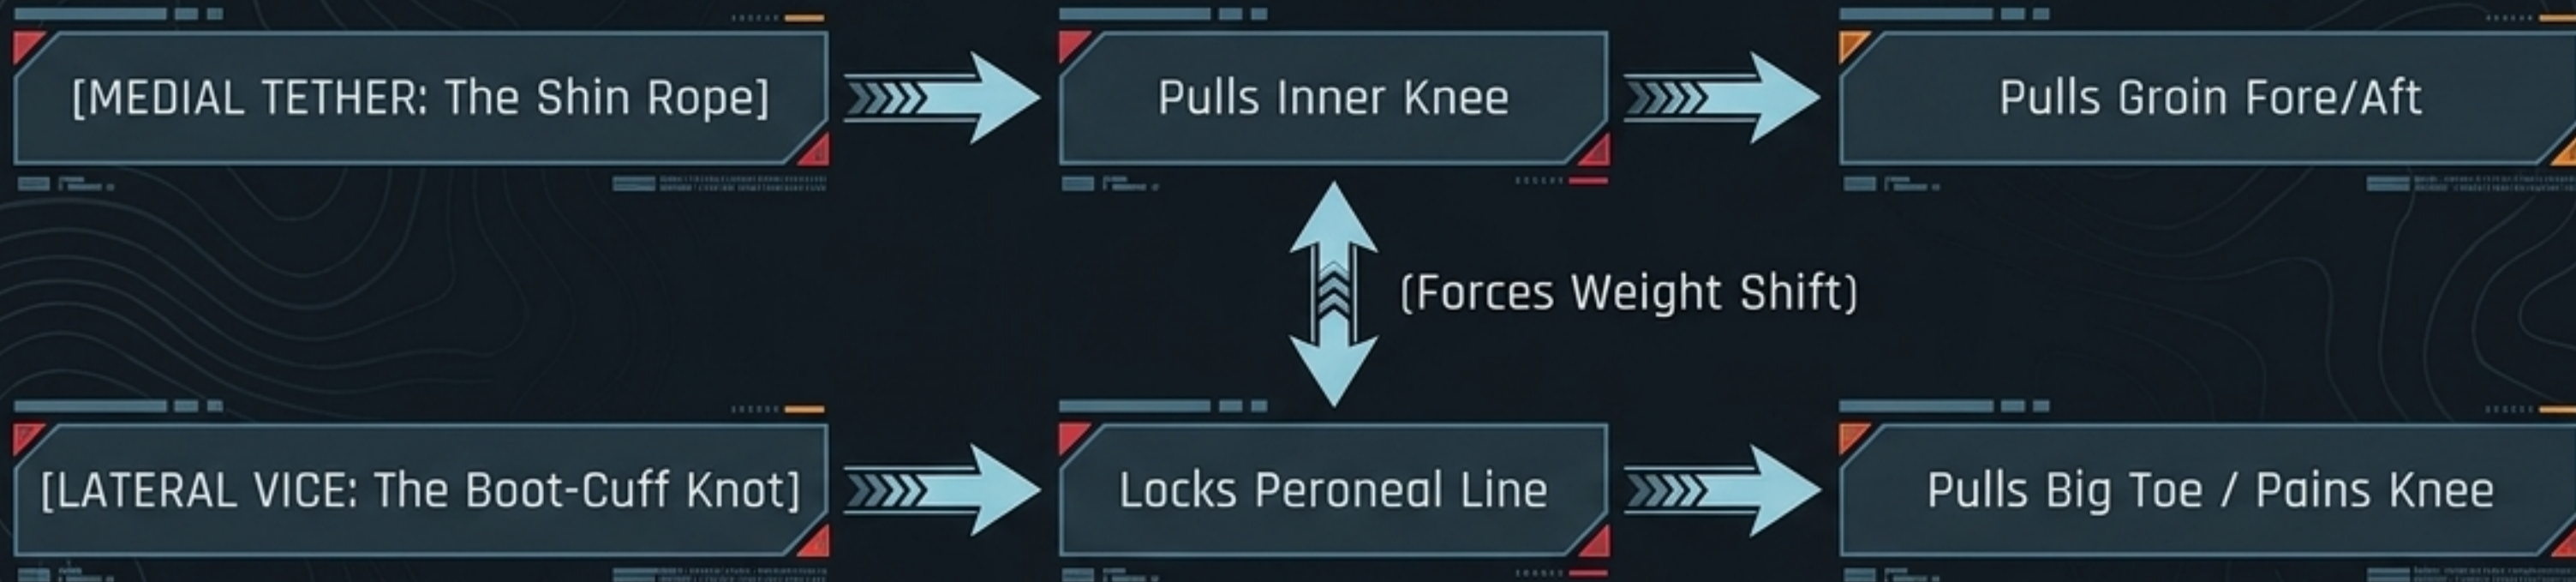 [MEDIAL TETHER: The Shin Rope]
Pulls Inner Knee
Pulls Groin Fore/Aft
(Forces Weight Shift)
[LATERAL VICE: The Boot-Cuff Knot]
Locks Peroneal Line
Pulls Big Toe / Pains Knee